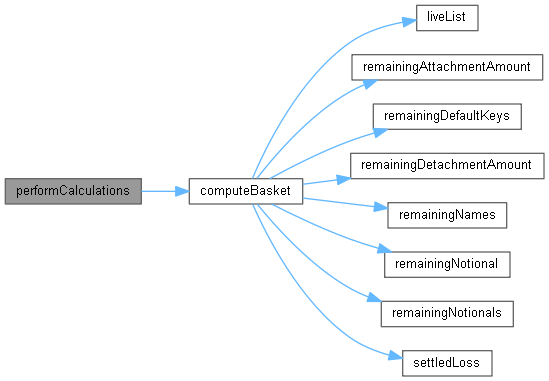 performCalculations
computeBasket
liveList
remainingAttachmentAmount
remainingDefaultKeys
remainingDetachmentAmount
remainingNames
remainingNotional
remainingNotionals
settledLoss